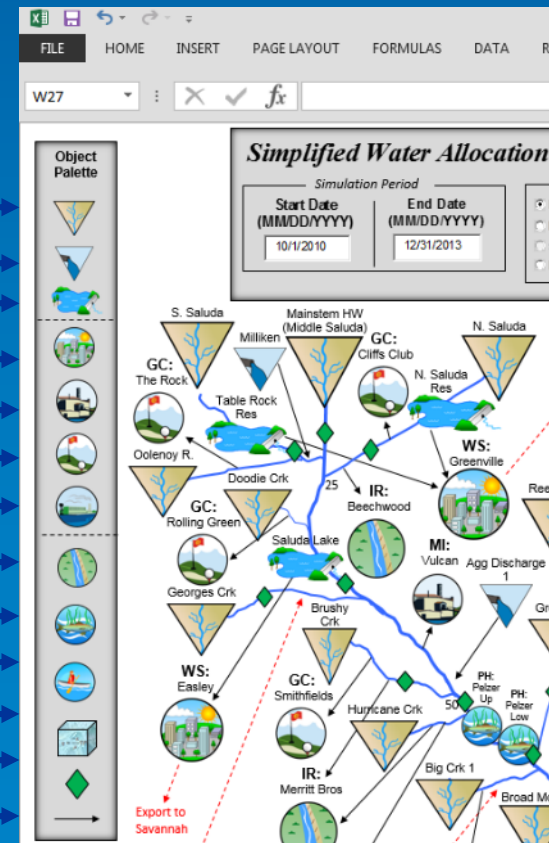 FILE HOME INSERT PAGE LAYOUT FORMULAS DATA
W27
fx
Object
Palette
Simplified Water Allocation
Simulation Period
Start Date
(MM/DD/YYYY)
10/1/2010
End Date
(MM/DD/YYYY)
12/31/2013
S. Saluda
Mainstem HW
(Middle Saluda)
N. Saluda
Milliken
GC:
Cliffs Club
GC:
The Rock
N. Saluda
Res
Table Rock
Res
Oolenoy R.
WS:
Greenville
Doodie Crk
25
IR:
Beechwood
GC:
Rolling Green
Saluda Lake
MI:
Vulcan
Agg Discharge
1
Georges Crk
Brushy
Crk
WS:
Easley
GC:
Smithfields
Hurricane Crk
PH:
Pelzer
Up
PH:
Pelzer
Low
50
IR:
Merritt Bros
Big Crk 1
Export to
Savannah
Broad